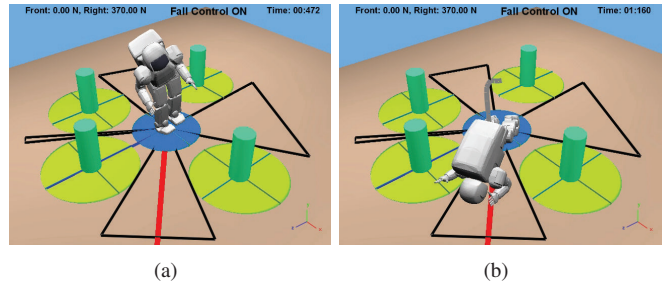 Front: 0.00 N, Right: 370.00 N Fall Control ON Time: 00:472
Front: 0.00 N, Right: 370.00 N Fall Control ON Time: 01:160
(a)
(b)